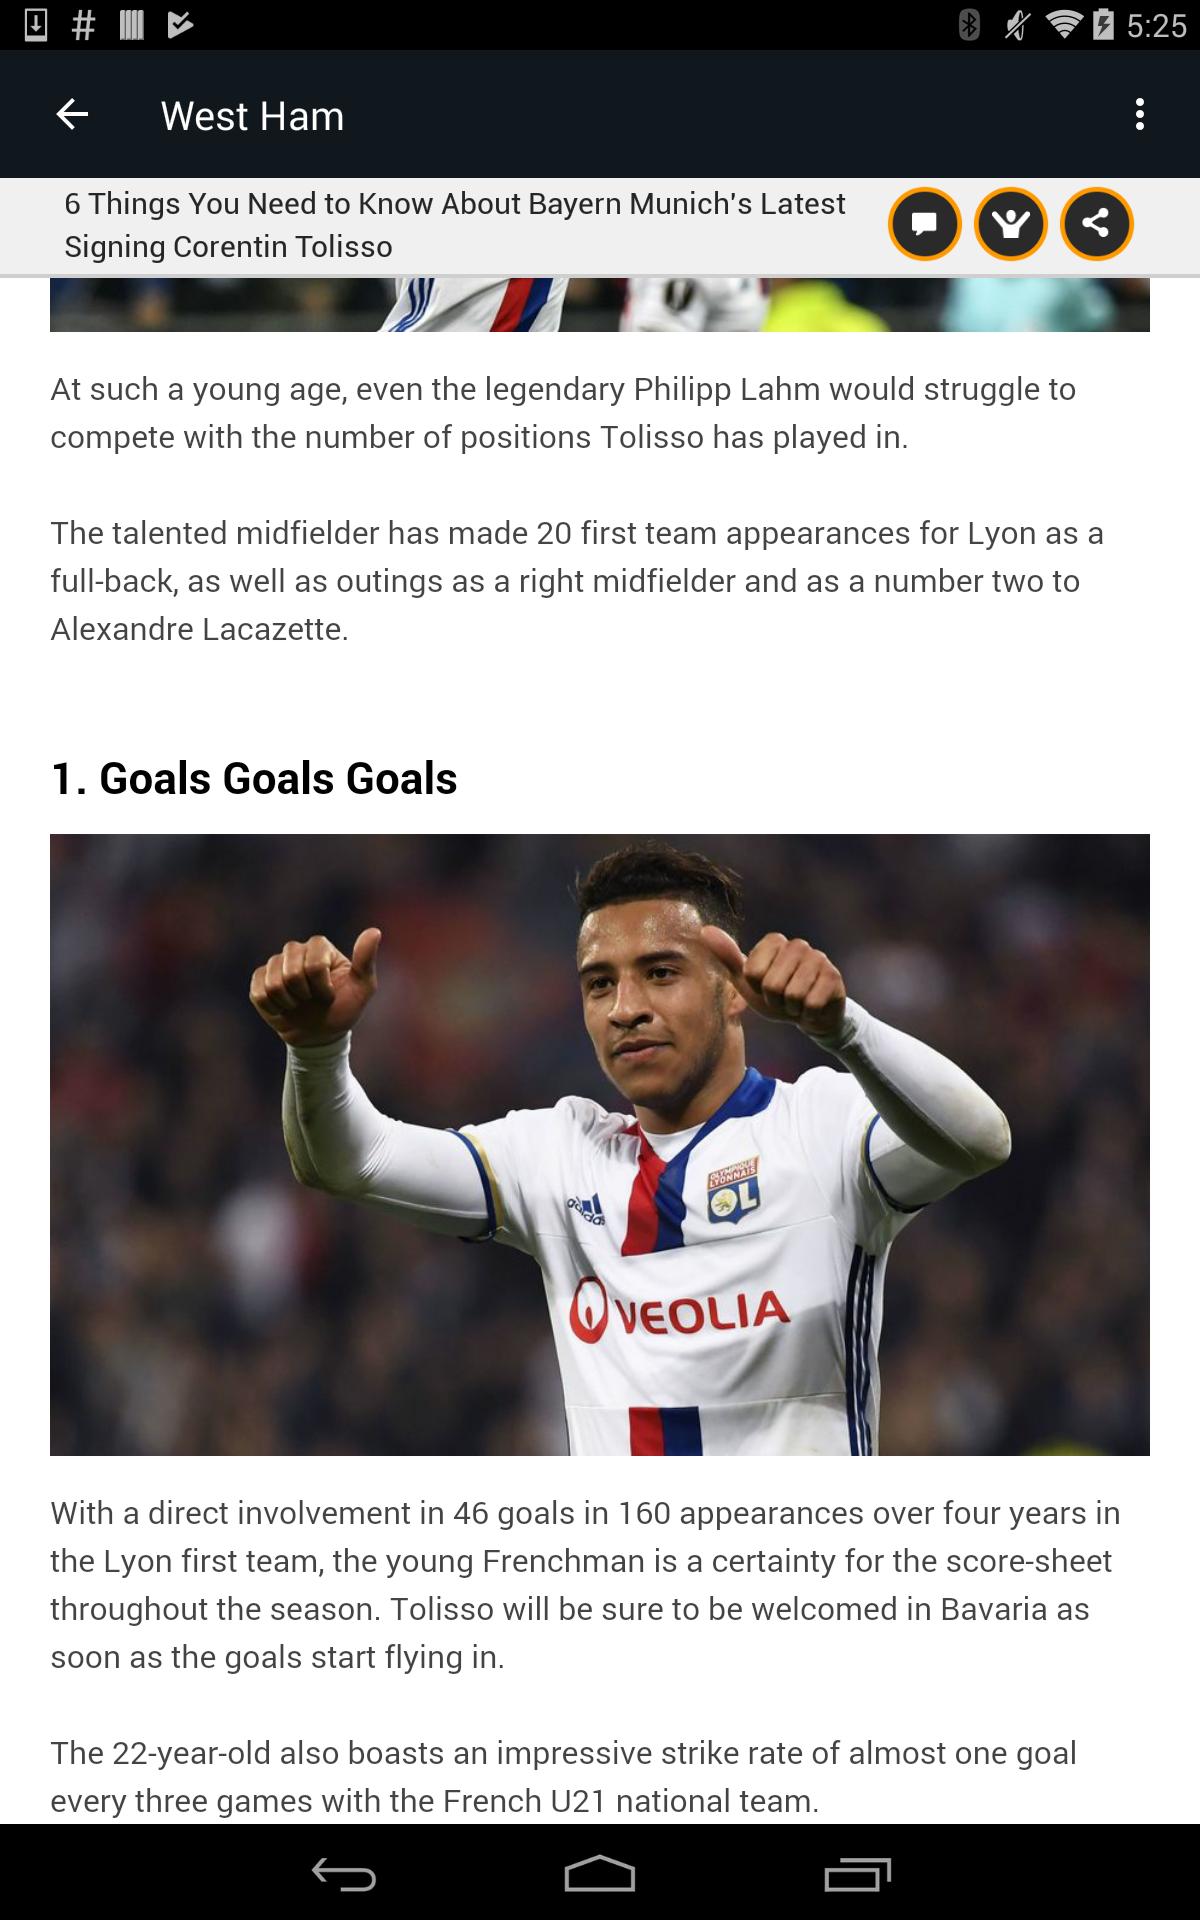 5:25
West Ham
6 Things You Need to Know About Bayern Munich's Latest
Signing Corentin Tolisso
At such a young age, even the legendary Philipp Lahm would struggle to
compete with the number of positions Tolisso has played in.
The talented midfielder has made 20 first team appearances for Lyon as a
full-back, as well as outings as a right midfielder and as a number two to
Alexandre Lacazette.
1. Goals Goals Goals
OLYMPIQUE
LYONNAIS
OL
adidas
VEOLIA
With a direct involvement in 46 goals in 160 appearances over four years in
the Lyon first team, the young Frenchman is a certainty for the score-sheet
throughout the season. Tolisso will be sure to be welcomed in Bavaria as
soon as the goals start flying in.
The 22-year-old also boasts an impressive strike rate of almost one goal
every three games with the French U21 national team.